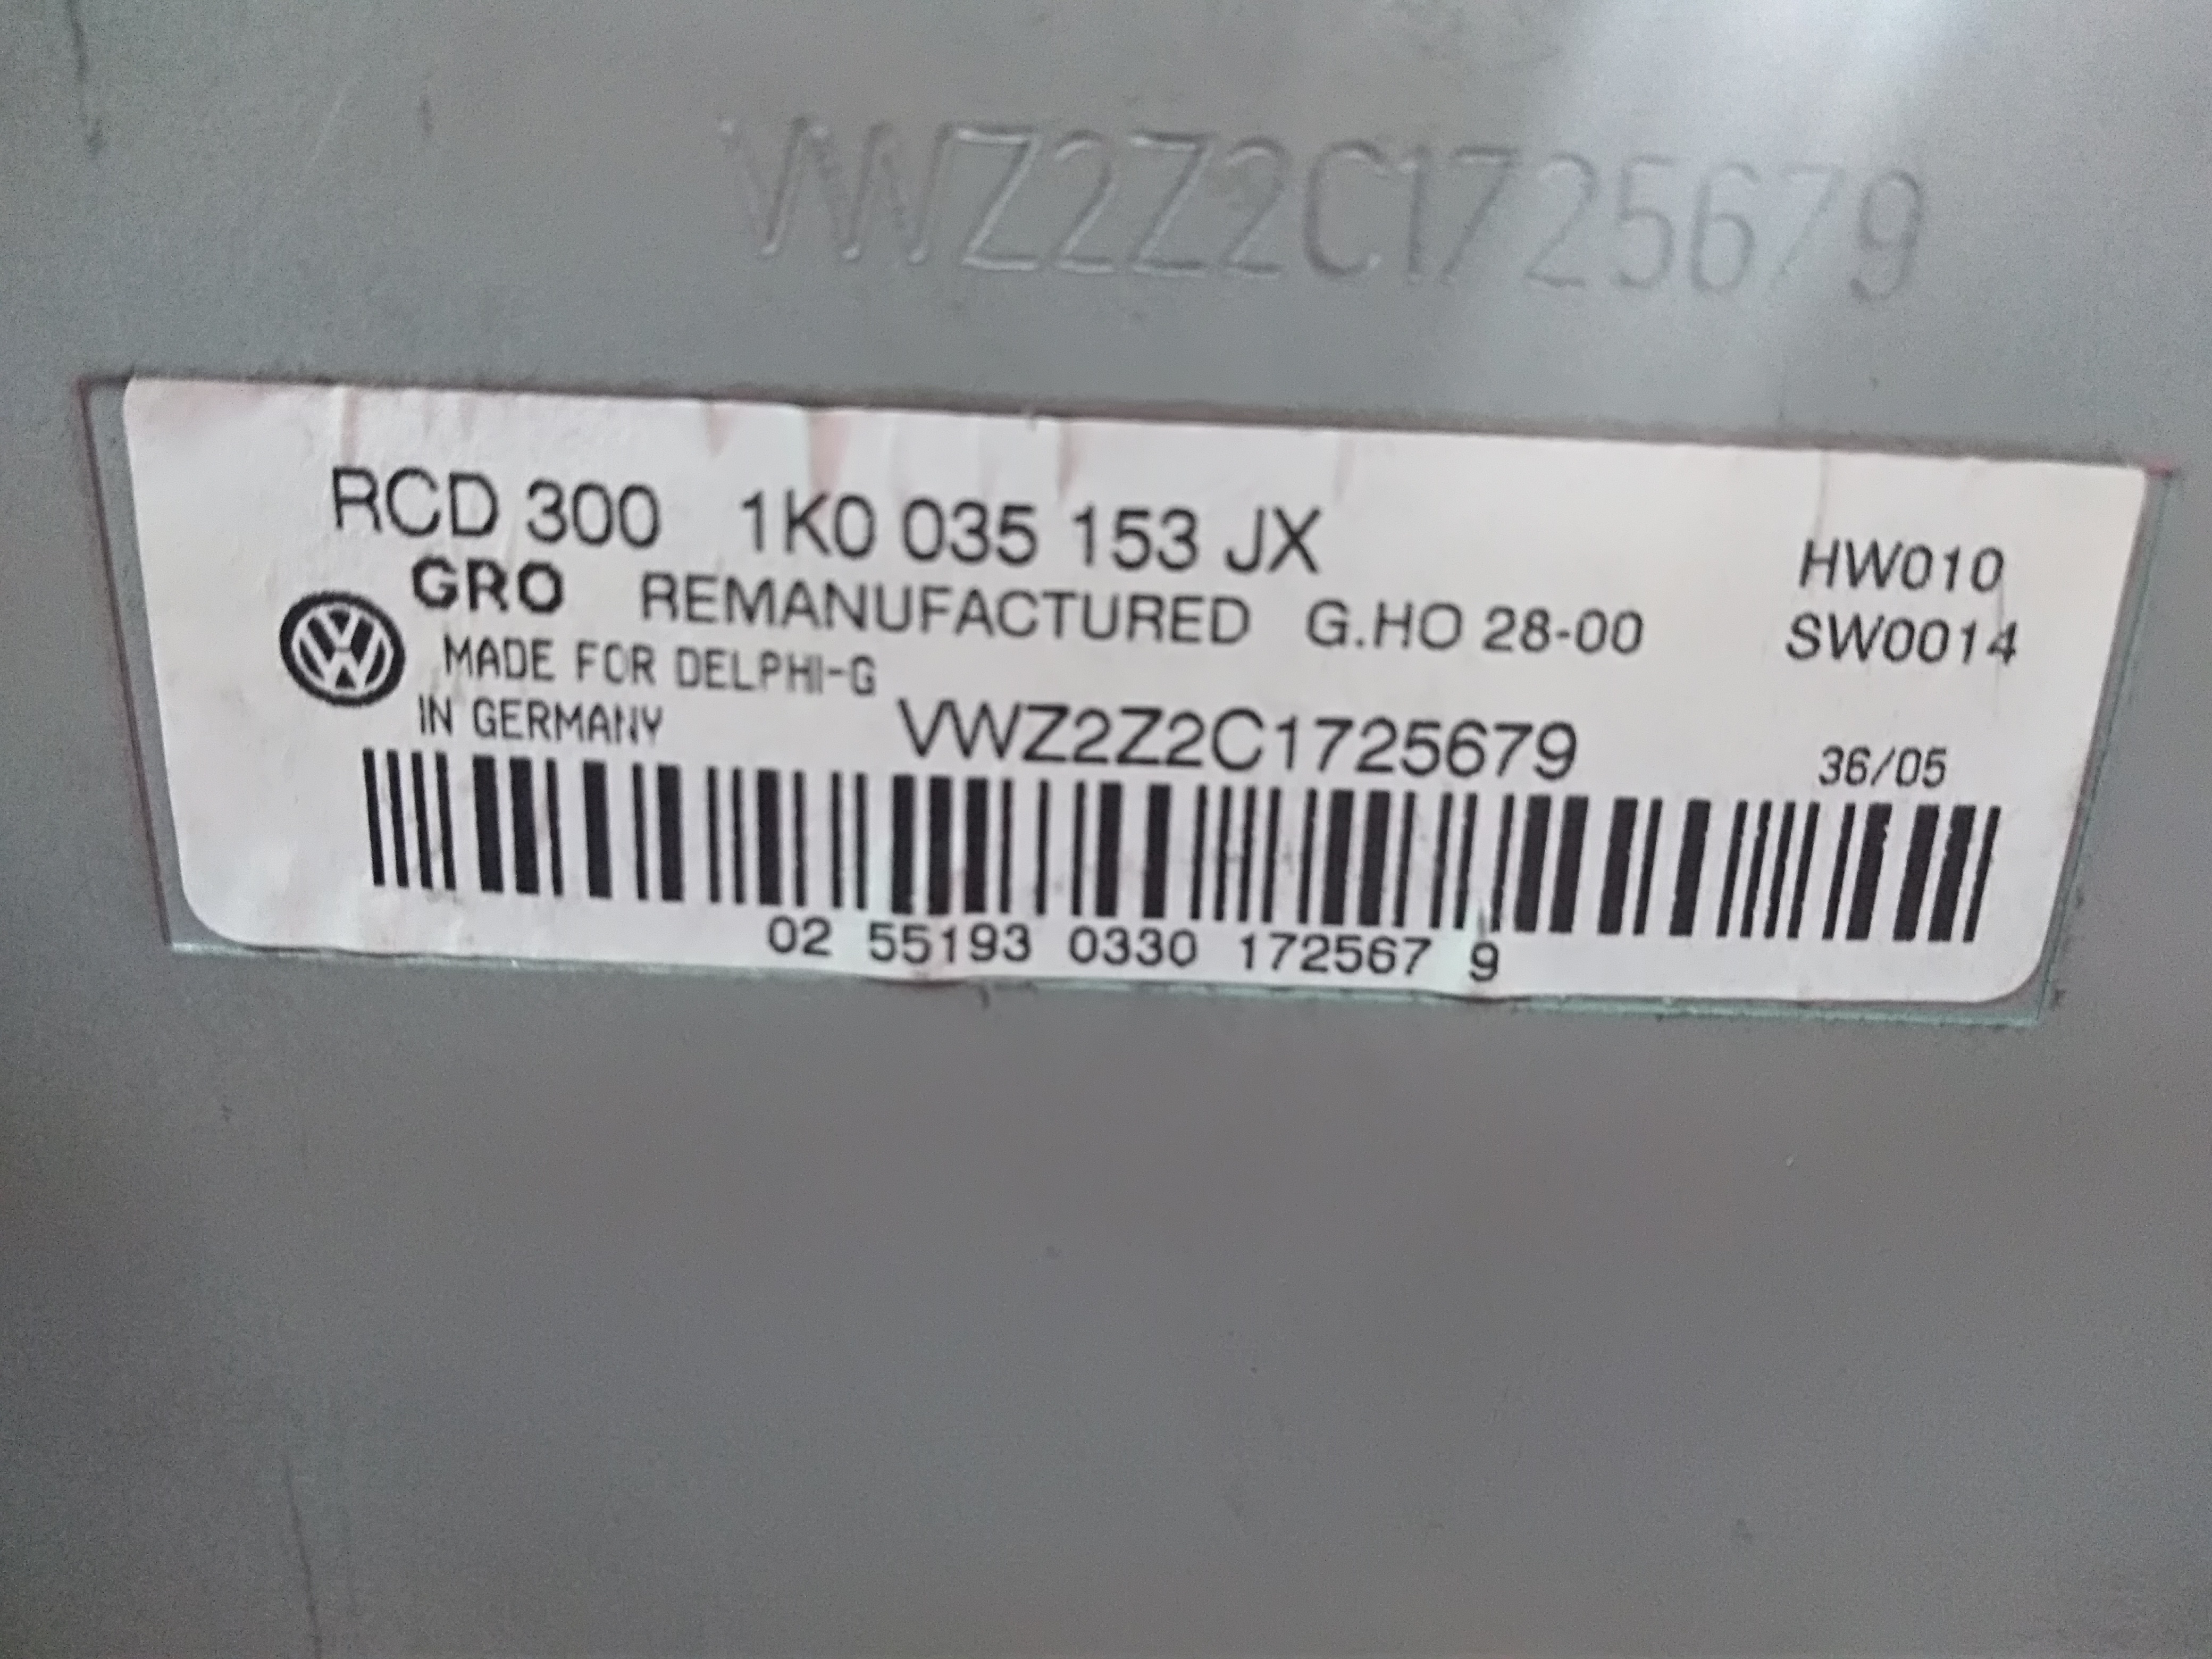 VWZ2Z2C1725679
RCD 300 1K0 035 153 JX
HW010
GRO REMANUFACTURED G.HO 28-00
SW0014
MADE FOR DELPHI-G
IN GERMANY
VWZ2Z2C1725679
36/05
02 55193 0330 172567 9